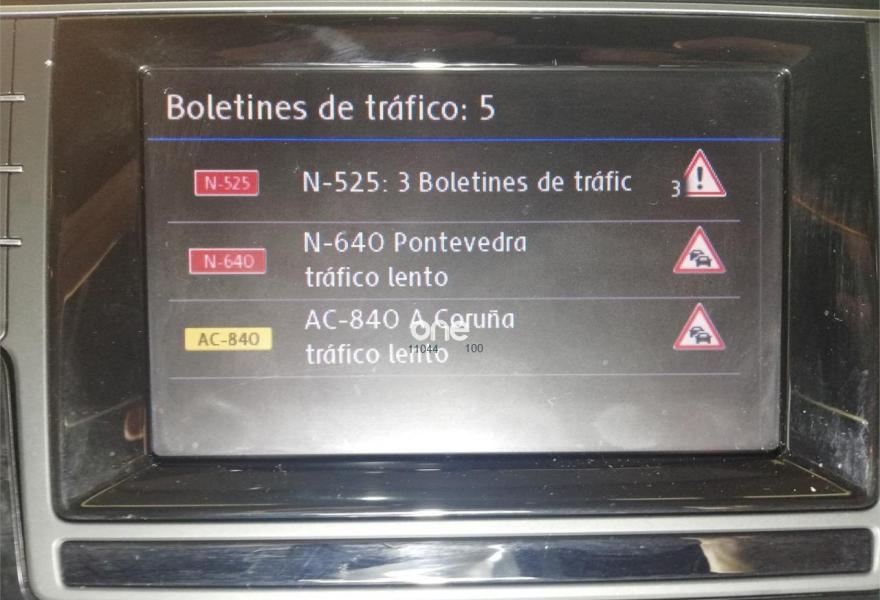 Boletines de tráfico: 5
N-525 N-525: 3 Boletines de tráfic 3
N-640 N-640 Pontevedra
tráfico lento
AC-840 AC-840 A Coruña
tráfico lento
one
11044 100